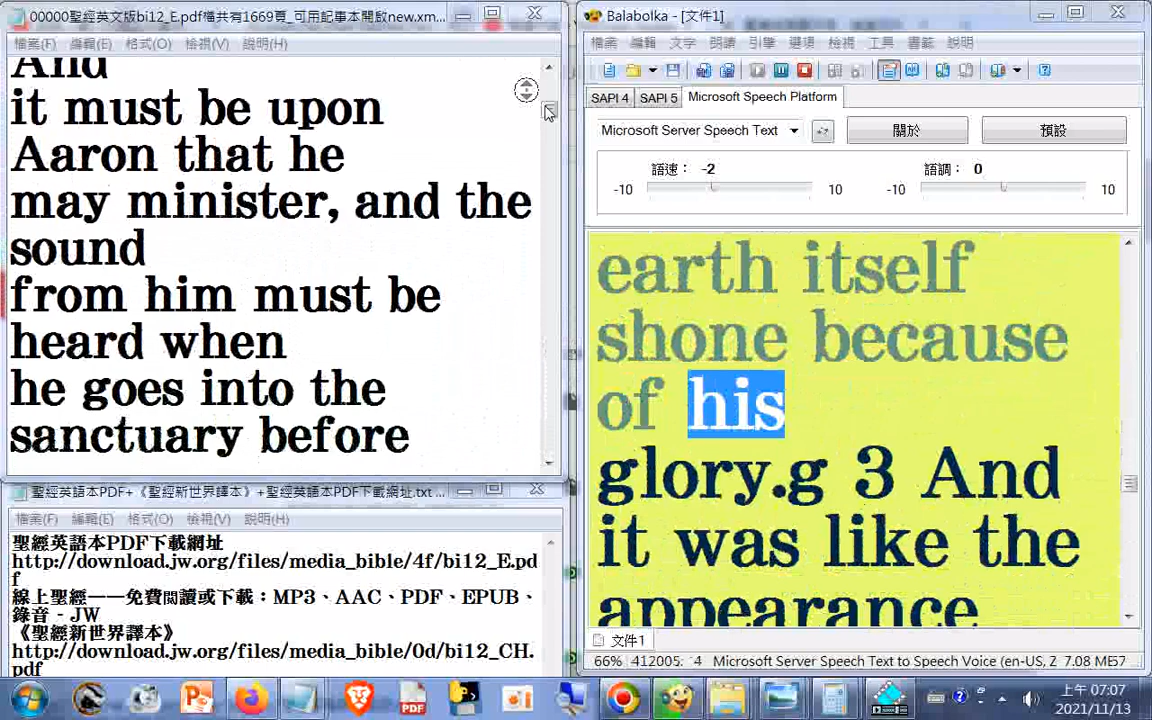 00000聖經英文版bi12_E.pdf檔共有1669頁_可用記事本開啟new.xm...
檔案(F) 編輯(E) 格式(O) 檢視(V) 說明(H)
And
it must be upon
Aaron that he
may minister, and the
sound
from him must be
heard when
he goes into the
sanctuary before
聖經英語本PDF+《聖經新世界譯本》+聖經英語本PDF下載網址.txt ...
檔案(F) 編輯(E) 格式(O) 檢視(V) 說明(H)
聖經英語本PDF下載網址
http://download.jw.org/files/media_bible/4f/bi12_E.pd
f
線上聖經──免費閱讀或下載：MP3、AAC、PDF、EPUB、
錄音 - JW
《聖經新世界譯本》
http://download.jw.org/files/media_bible/0d/bi12_CH.
pdf
Balabolka - [文件1]
檔案 編輯 文字 朗讀 引擎 選項 檢視 工具 書籤 說明
SAPI 4 SAPI 5 Microsoft Speech Platform
Microsoft Server Speech Text 關於 預設
語速： -2 語調： 0
-10 10 -10 10
earth itself
shone because
of his
glory.g 3 And
it was like the
appearance
文件1
66% 412005: 4 Microsoft Server Speech Text to Speech Voice (en-US, Z 7.08 ME57
上午 07:07
2021/11/13